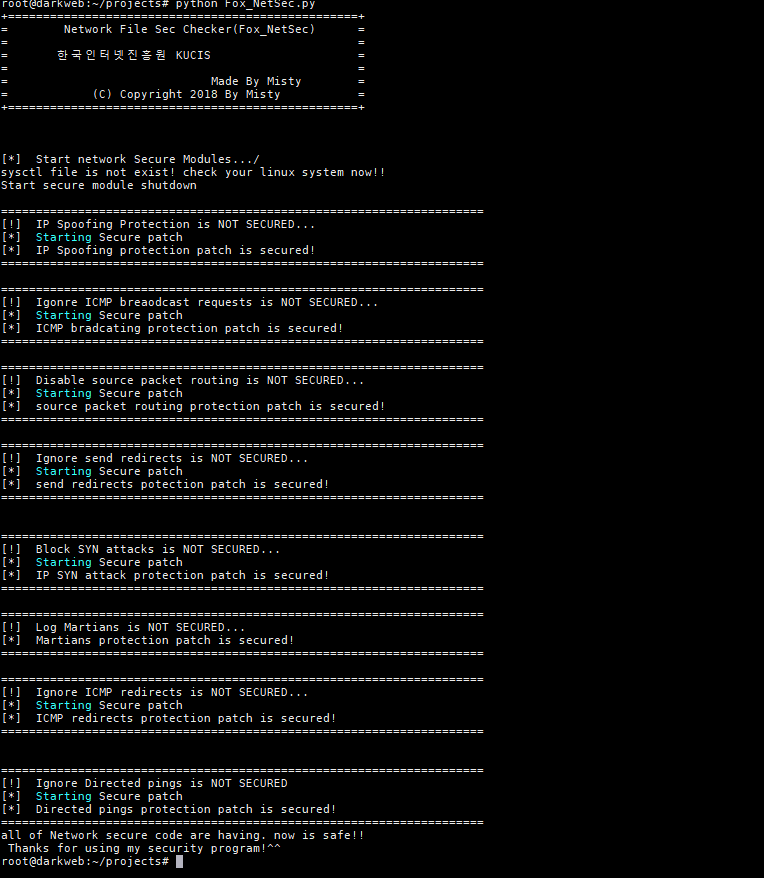 root@darkweb:~/projects# python Fox_NetSec.py
+==================================================+
=        Network File Sec Checker(Fox_NetSec)      =
=                                                  =
=       한국인터넷진흥원 KUCIS                     =
=                                                  =
=                             Made By Misty        =
=            (C) Copyright 2018 By Misty           =
+==================================================+
[*]  Start network Secure Modules.../
sysctl file is not exist! check your linux system now!!
Start secure module shutdown
=====================================================================
[!]  IP Spoofing Protection is NOT SECURED...
[*]  Starting Secure patch
[*]  IP Spoofing protection patch is secured!
=====================================================================
=====================================================================
[!]  Igonre ICMP breaodcast requests is NOT SECURED...
[*]  Starting Secure patch
[*]  ICMP bradcating protection patch is secured!
=====================================================================
=====================================================================
[!]  Disable source packet routing is NOT SECURED...
[*]  Starting Secure patch
[*]  source packet routing protection patch is secured!
=====================================================================
=====================================================================
[!]  Ignore send redirects is NOT SECURED...
[*]  Starting Secure patch
[*]  send redirects potection patch is secured!
=====================================================================
=====================================================================
[!]  Block SYN attacks is NOT SECURED...
[*]  Starting Secure patch
[*]  IP SYN attack protection patch is secured!
=====================================================================
=====================================================================
[!]  Log Martians is NOT SECURED...
[*]  Martians protection patch is secured!
=====================================================================
=====================================================================
[!]  Ignore ICMP redirects is NOT SECURED...
[*]  Starting Secure patch
[*]  ICMP redirects protection patch is secured!
=====================================================================
=====================================================================
[!]  Ignore Directed pings is NOT SECURED
[*]  Starting Secure patch
[*]  Directed pings protection patch is secured!
=====================================================================
all of Network secure code are having. now is safe!!
 Thanks for using my security program!^^
root@darkweb:~/projects#